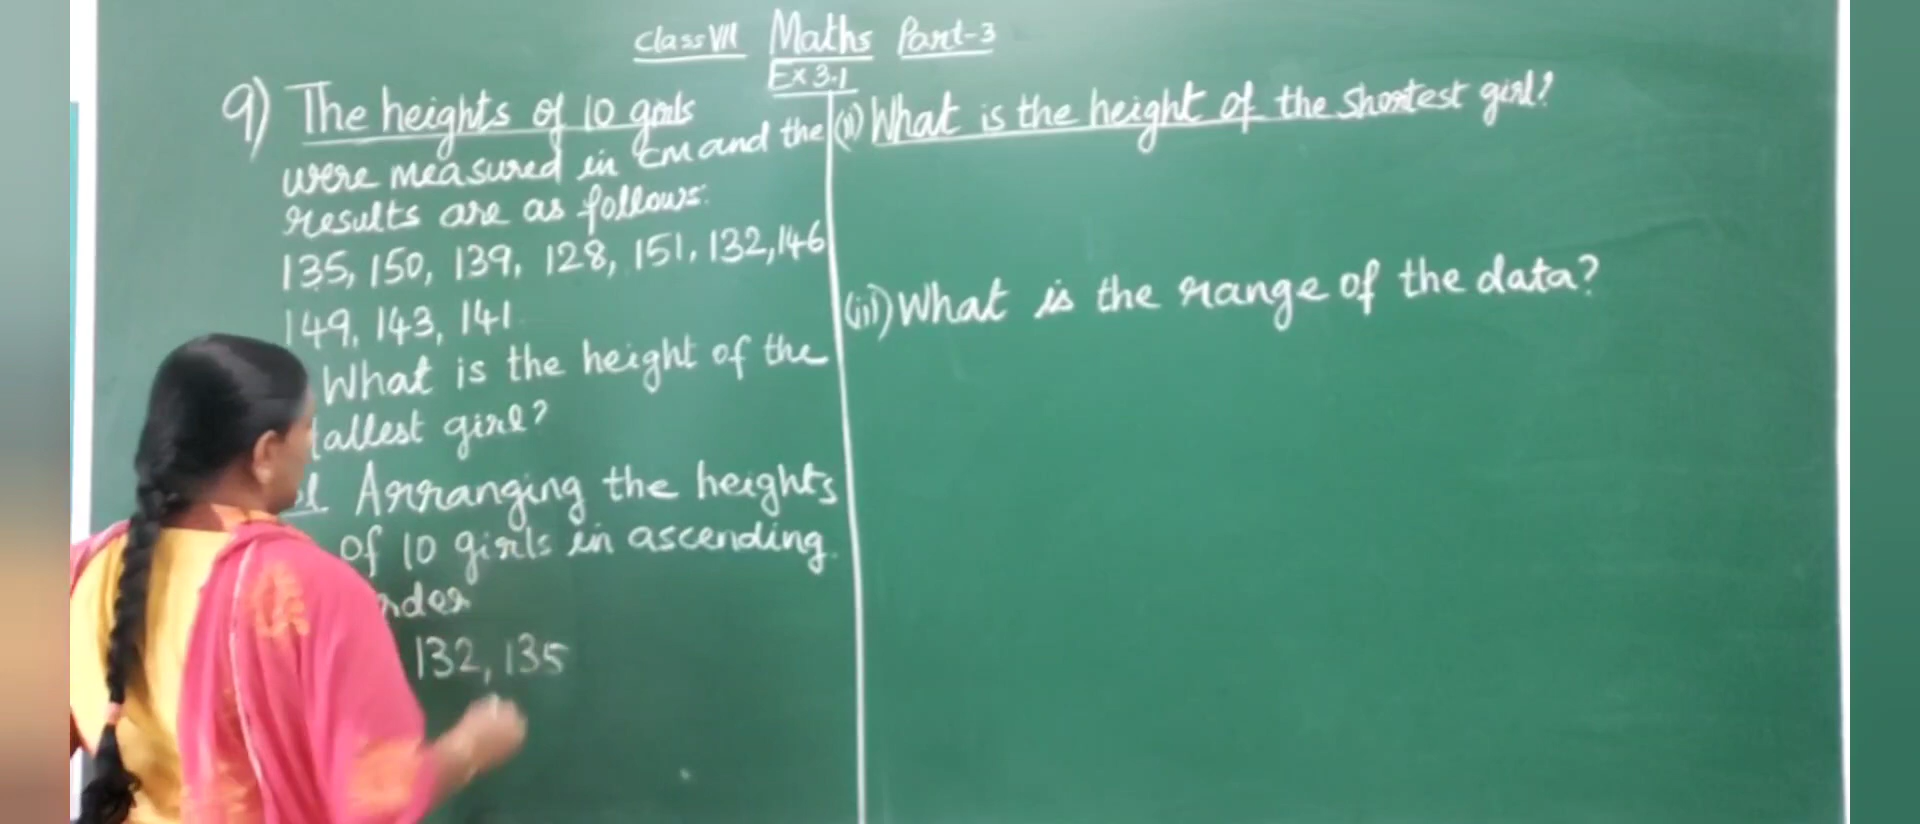 Class VII Maths Part-3
Ex 3.1
9) The heights of 10 girls
were measured in cm and the
results are as follows:
135, 150, 139, 128, 151, 132, 146
149, 143, 141
What is the height of the
tallest girl?
Arranging the heights
of 10 girls in ascending
132, 135
(ii) What is the height of the shortest girl?
(iii) What is the range of the data?